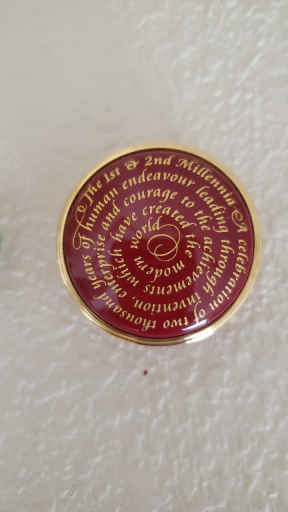 The 1st & 2nd Millennia A celebration of two thousand years of human endeavour leading through invention, enterprise and courage to the achievements which have created the modern world